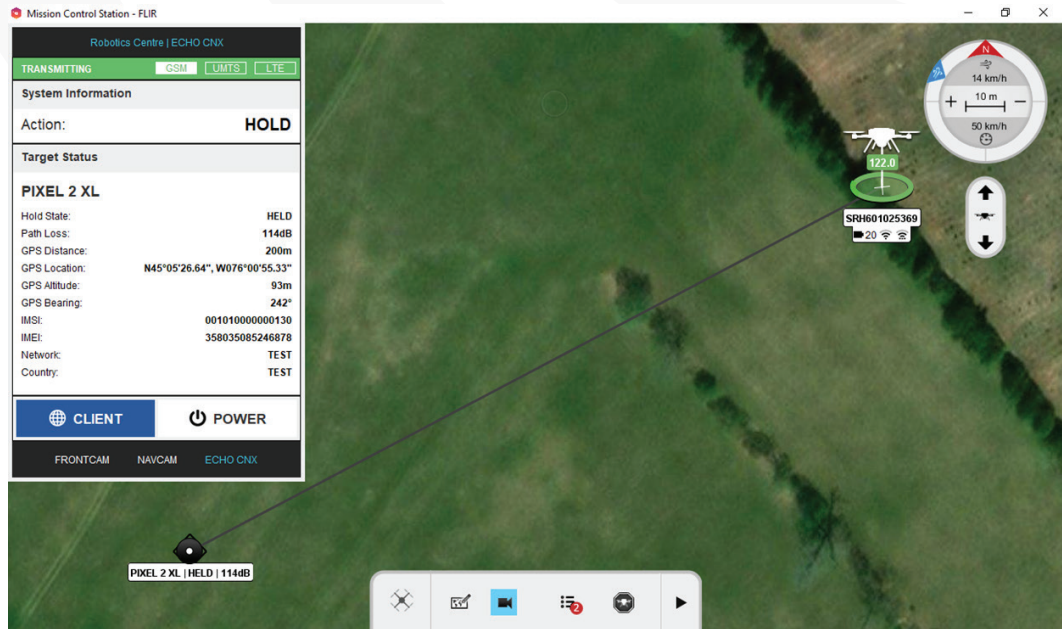 Mission Control Station - FLIR
Robotics Centre | ECHO CNX
TRANSMITTING GSM UMTS LTE
System Information
Action: HOLD
Target Status
PIXEL 2 XL
Hold State: HELD
Path Loss: 114dB
GPS Distance: 200m
GPS Location: N45°05'26.64", W076°00'55.33"
GPS Altitude: 93m
GPS Bearing: 242°
IMSI: 001010000000130
IMEI: 358035085246878
Network: TEST
Country: TEST
CLIENT POWER
FRONTCAM NAVCAM ECHO CNX
N
14 km/h
+ 10 m −
50 km/h
122.0
SRH601025369
20
PIXEL 2 XL | HELD | 114dB
2